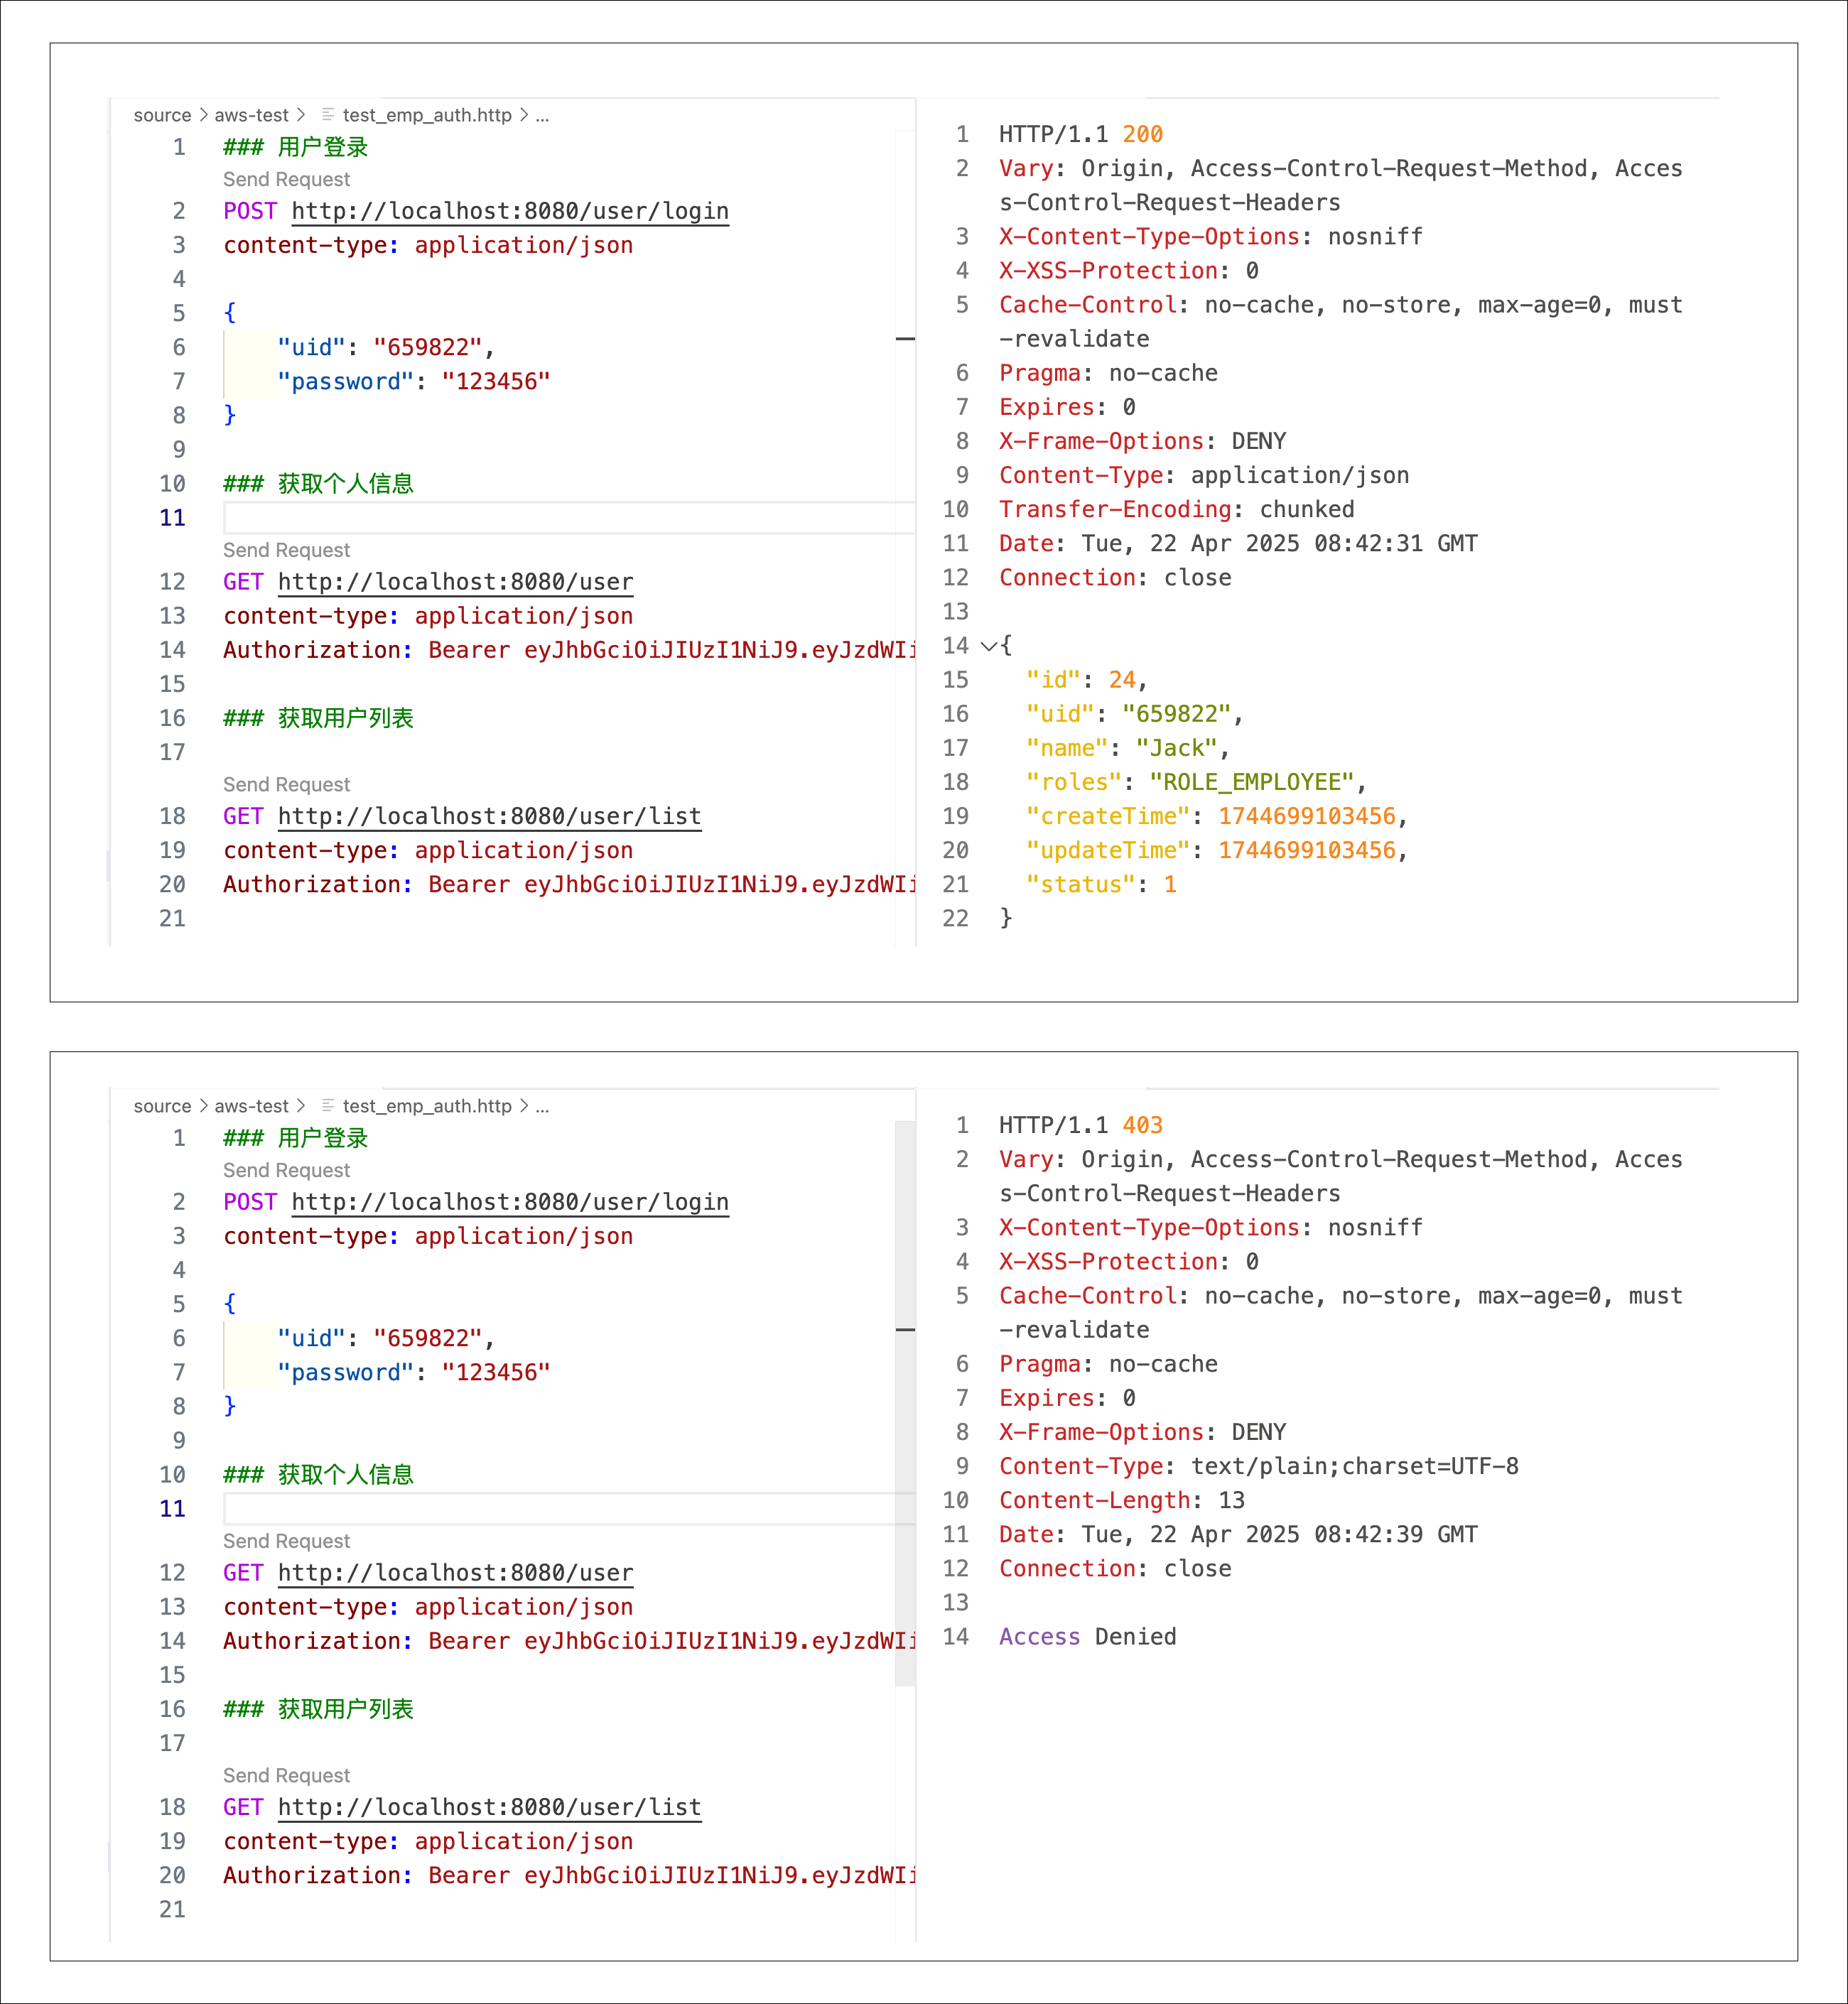 source > aws-test > test_emp_auth.http > ...
1 ### 用户登录
Send Request
2 POST http://localhost:8080/user/login
3 content-type: application/json
4
5 {
6 "uid": "659822",
7 "password": "123456"
8 }
9
10 ### 获取个人信息
11
Send Request
12 GET http://localhost:8080/user
13 content-type: application/json
14 Authorization: Bearer eyJhbGciOiJIUzI1NiJ9.eyJzdWIi
15
16 ### 获取用户列表
17
Send Request
18 GET http://localhost:8080/user/list
19 content-type: application/json
20 Authorization: Bearer eyJhbGciOiJIUzI1NiJ9.eyJzdWIi
21
1 HTTP/1.1 200
2 Vary: Origin, Access-Control-Request-Method, Acces
s-Control-Request-Headers
3 X-Content-Type-Options: nosniff
4 X-XSS-Protection: 0
5 Cache-Control: no-cache, no-store, max-age=0, must
-revalidate
6 Pragma: no-cache
7 Expires: 0
8 X-Frame-Options: DENY
9 Content-Type: application/json
10 Transfer-Encoding: chunked
11 Date: Tue, 22 Apr 2025 08:42:31 GMT
12 Connection: close
13
14 {
15 "id": 24,
16 "uid": "659822",
17 "name": "Jack",
18 "roles": "ROLE_EMPLOYEE",
19 "createTime": 1744699103456,
20 "updateTime": 1744699103456,
21 "status": 1
22 }
source > aws-test > test_emp_auth.http > ...
1 ### 用户登录
Send Request
2 POST http://localhost:8080/user/login
3 content-type: application/json
4
5 {
6 "uid": "659822",
7 "password": "123456"
8 }
9
10 ### 获取个人信息
11
Send Request
12 GET http://localhost:8080/user
13 content-type: application/json
14 Authorization: Bearer eyJhbGciOiJIUzI1NiJ9.eyJzdWIi
15
16 ### 获取用户列表
17
Send Request
18 GET http://localhost:8080/user/list
19 content-type: application/json
20 Authorization: Bearer eyJhbGciOiJIUzI1NiJ9.eyJzdWIi
21
1 HTTP/1.1 403
2 Vary: Origin, Access-Control-Request-Method, Acces
s-Control-Request-Headers
3 X-Content-Type-Options: nosniff
4 X-XSS-Protection: 0
5 Cache-Control: no-cache, no-store, max-age=0, must
-revalidate
6 Pragma: no-cache
7 Expires: 0
8 X-Frame-Options: DENY
9 Content-Type: text/plain;charset=UTF-8
10 Content-Length: 13
11 Date: Tue, 22 Apr 2025 08:42:39 GMT
12 Connection: close
13
14 Access Denied